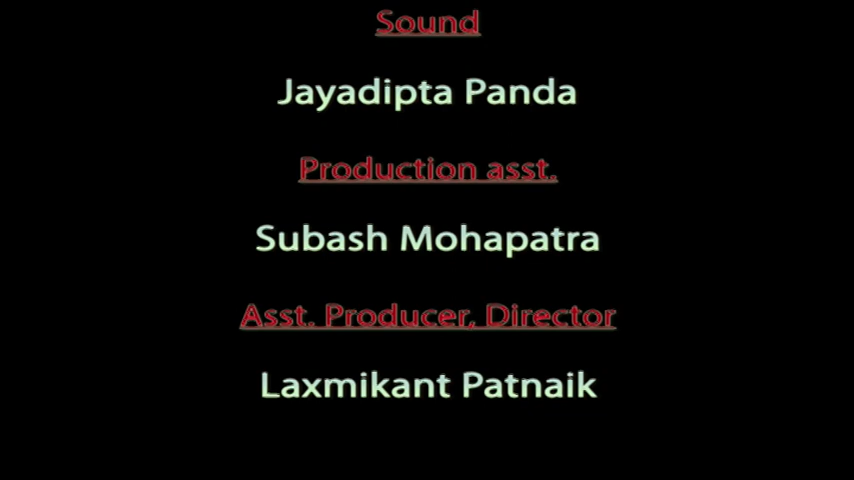 Sound
Jayadipta Panda
Production asst.
Subash Mohapatra
Asst. Producer, Director
Laxmikant Patnaik